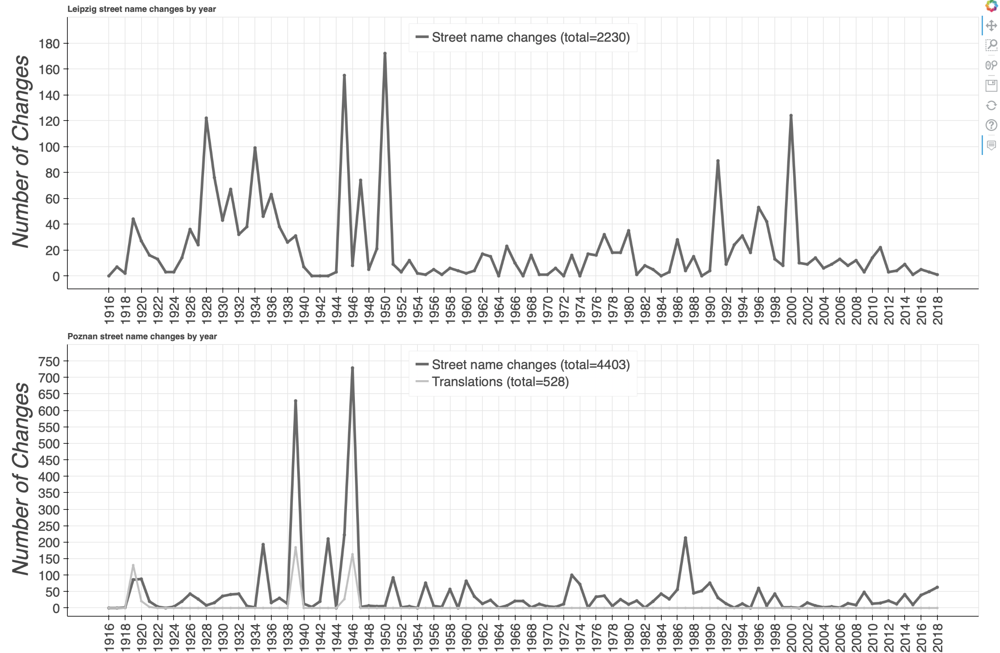 Leipzig street name changes by year
Street name changes (total=2230)
Number of Changes
180
160
140
120
100
80
60
40
20
0
1916 1918 1920 1922 1924 1926 1928 1930 1932 1934 1936 1938 1940 1942 1944 1946 1948 1950 1952 1954 1956 1958 1960 1962 1964 1966 1968 1970 1972 1974 1976 1978 1980 1982 1984 1986 1988 1990 1992 1994 1996 1998 2000 2002 2004 2006 2008 2010 2012 2014 2016 2018
Poznan street name changes by year
Street name changes (total=4403)
Translations (total=528)
Number of Changes
750
700
650
600
550
500
450
400
350
300
250
200
150
100
50
0
1916 1918 1920 1922 1924 1926 1928 1930 1932 1934 1936 1938 1940 1942 1944 1946 1948 1950 1952 1954 1956 1958 1960 1962 1964 1966 1968 1970 1972 1974 1976 1978 1980 1982 1984 1986 1988 1990 1992 1994 1996 1998 2000 2002 2004 2006 2008 2010 2012 2014 2016 2018